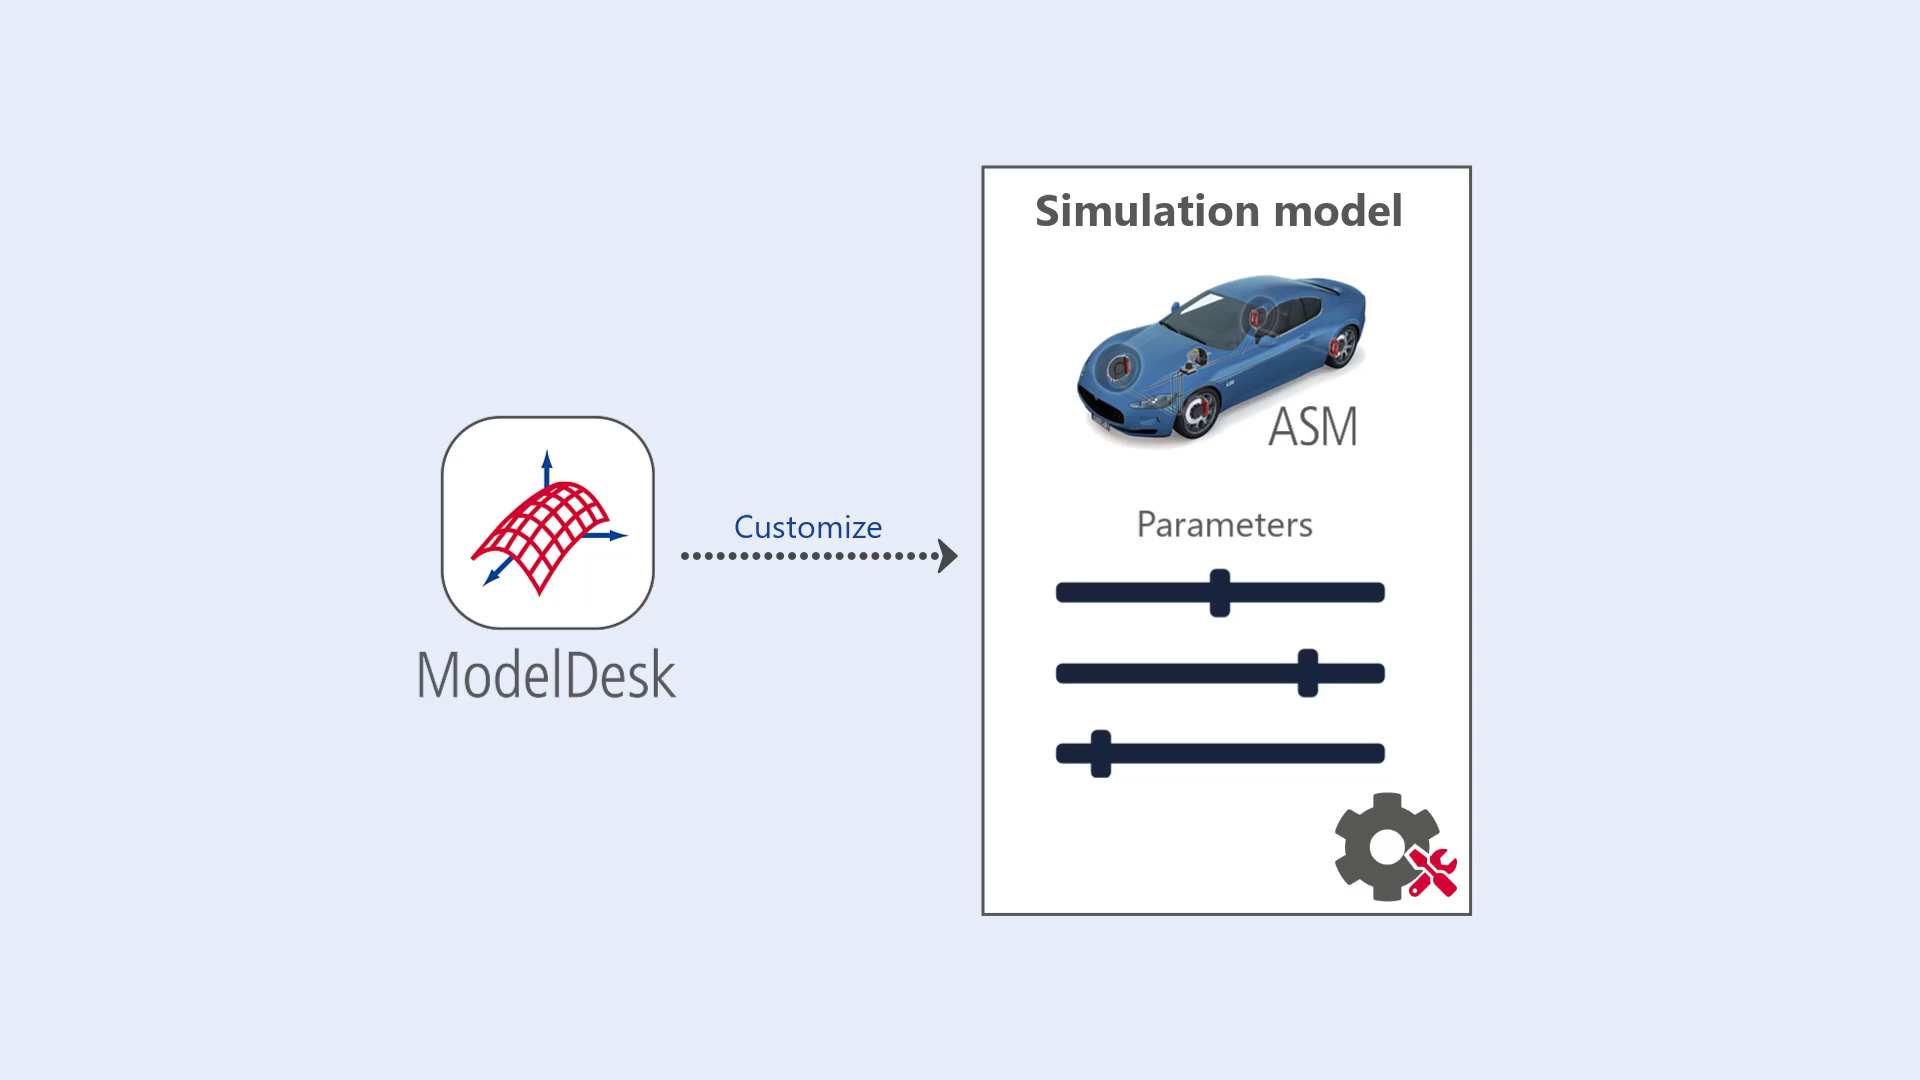 Simulation model
ASM
Customize
Parameters
ModelDesk